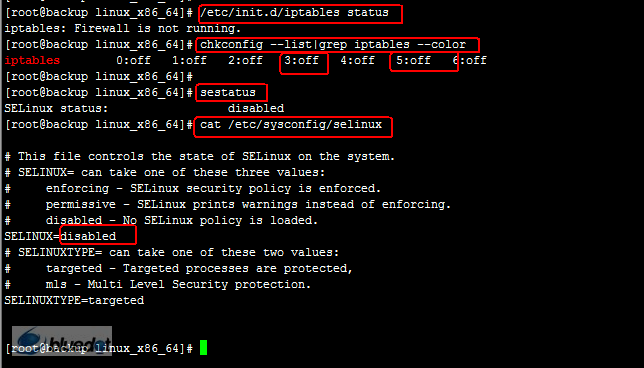 [root@backup linux_x86_64]# /etc/init.d/iptables status
iptables: Firewall is not running.
[root@backup linux_x86_64]# chkconfig --list|grep iptables --color
iptables 0:off 1:off 2:off 3:off 4:off 5:off 6:off
[root@backup linux_x86_64]#
[root@backup linux_x86_64]# sestatus
SELinux status: disabled
[root@backup linux_x86_64]# cat /etc/sysconfig/selinux
# This file controls the state of SELinux on the system.
# SELINUX= can take one of these three values:
# enforcing - SELinux security policy is enforced.
# permissive - SELinux prints warnings instead of enforcing.
# disabled - No SELinux policy is loaded.
SELINUX=disabled
# SELINUXTYPE= can take one of these two values:
# targeted - Targeted processes are protected,
# mls - Multi Level Security protection.
SELINUXTYPE=targeted
bluedot
[root@backup linux_x86_64]#